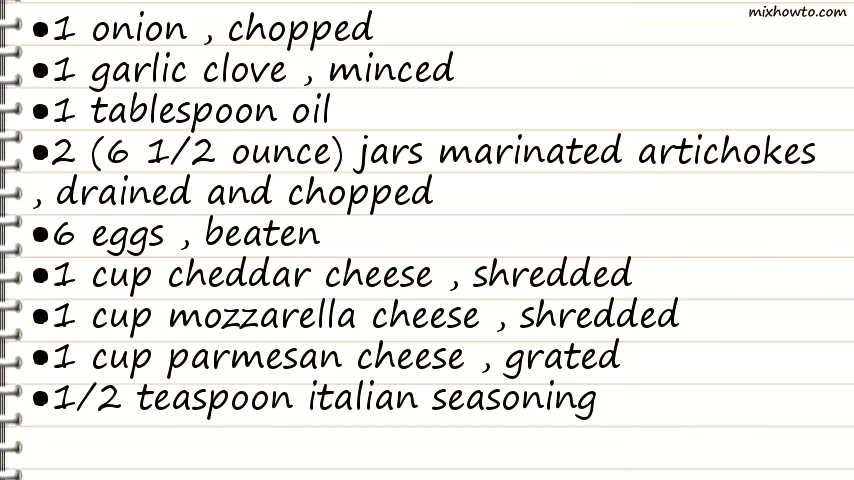 mixhowto.com
•1 onion , chopped
•1 garlic clove , minced
•1 tablespoon oil
•2 (6 1/2 ounce) jars marinated artichokes
, drained and chopped
•6 eggs , beaten
•1 cup cheddar cheese , shredded
•1 cup mozzarella cheese , shredded
•1 cup parmesan cheese , grated
•1/2 teaspoon italian seasoning